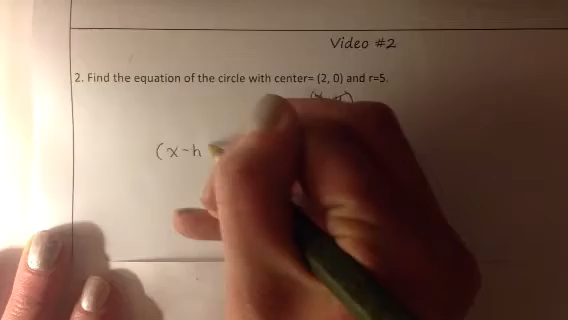 Video #2
2. Find the equation of the circle with center= (2, 0) and r=5.
(x-h